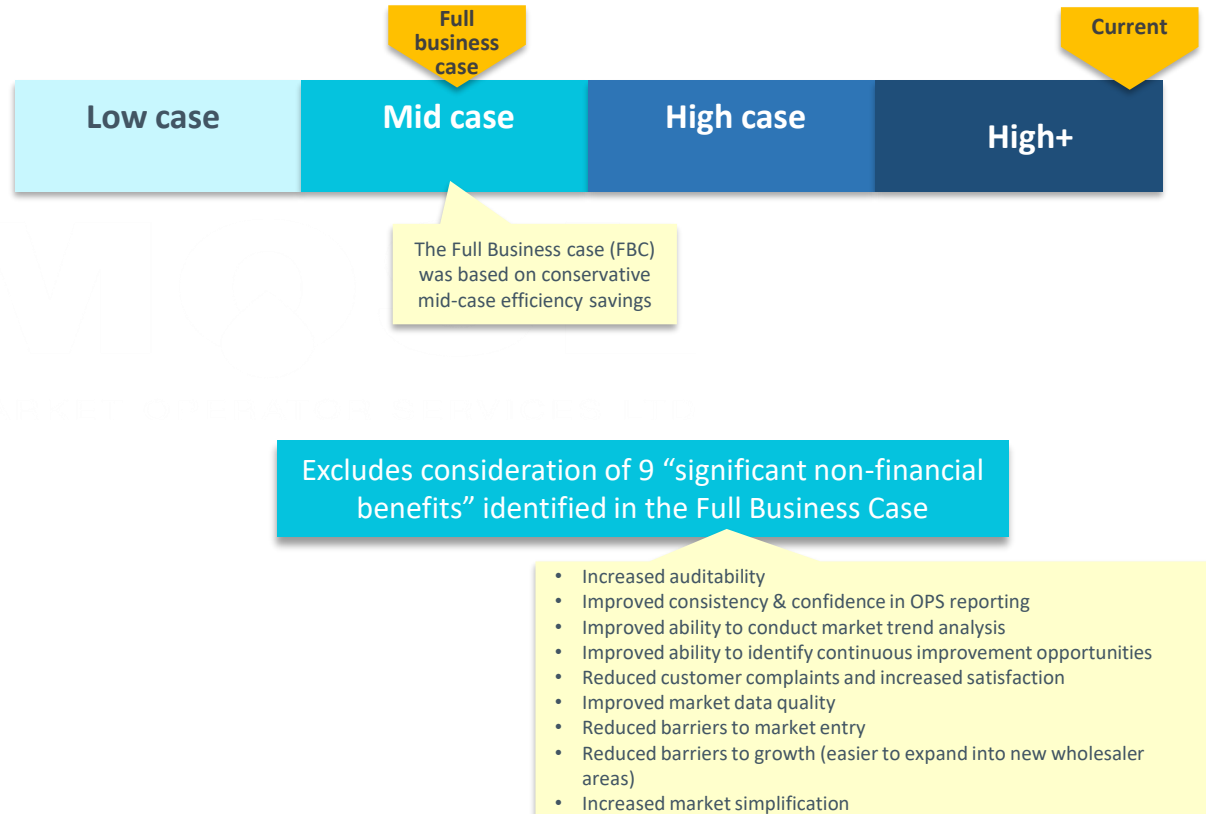 Full
business
case
Current
Low case
Mid case
High case
High+
The Full Business case (FBC)
was based on conservative
mid-case efficiency savings
Excludes consideration of 9 “significant non-financial
benefits” identified in the Full Business Case
• Increased auditability
• Improved consistency & confidence in OPS reporting
• Improved ability to conduct market trend analysis
• Improved ability to identify continuous improvement opportunities
• Reduced customer complaints and increased satisfaction
• Improved market data quality
• Reduced barriers to market entry
• Reduced barriers to growth (easier to expand into new wholesaler
areas)
• Increased market simplification